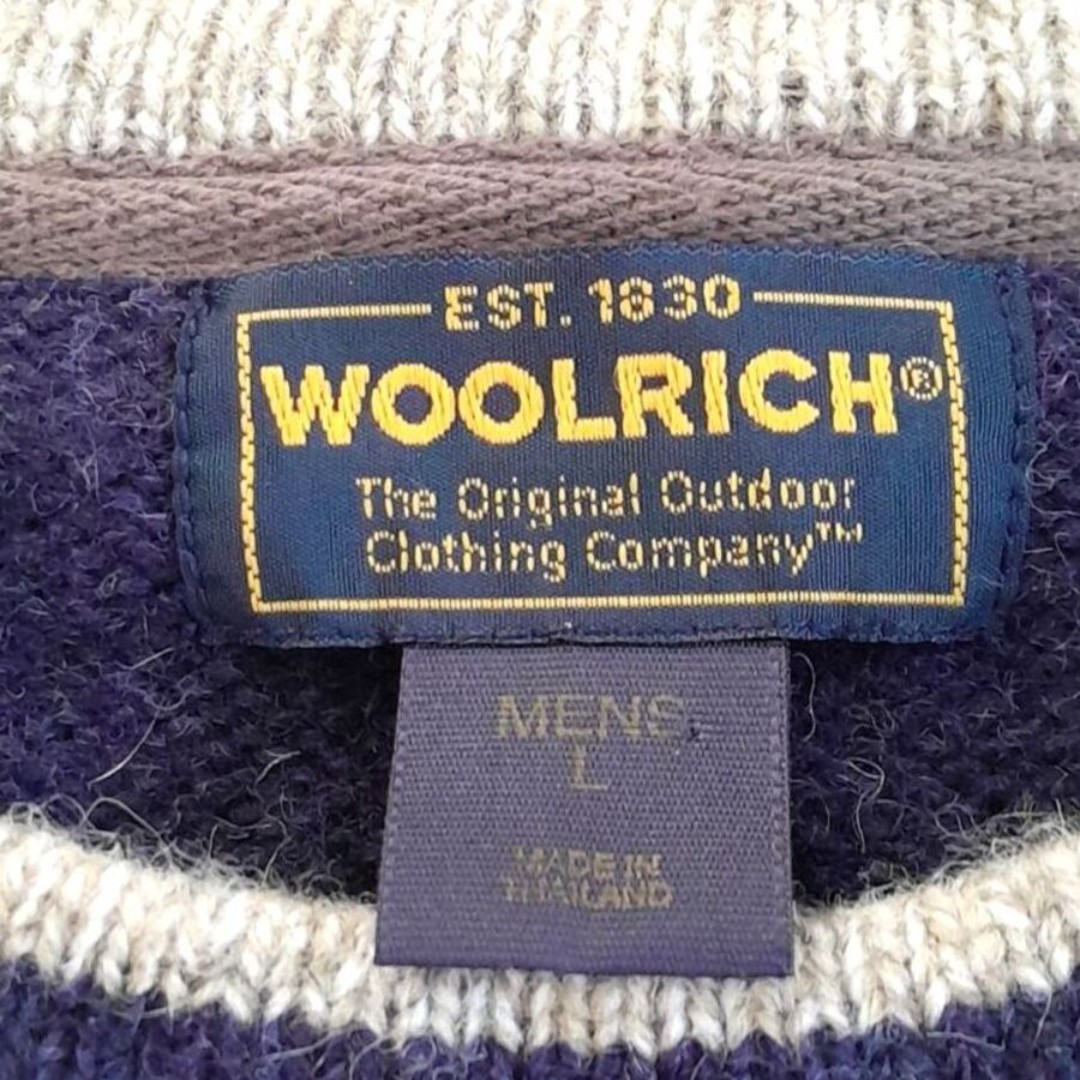 EST. 1830
WOOLRICH®
The Original Outdoor
Clothing Company™
MENS
L
MADE IN
THAILAND